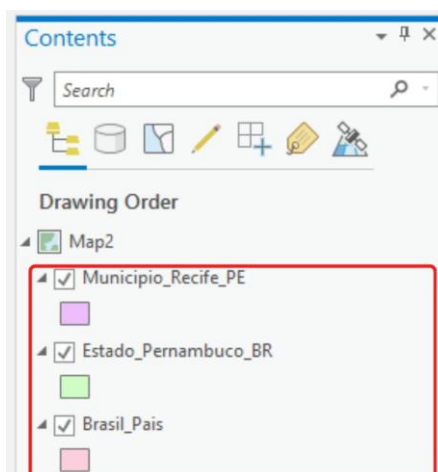 Contents
Search
Drawing Order
Map2
Municipio_Recife_PE
Estado_Pernambuco_BR
Brasil_Pais